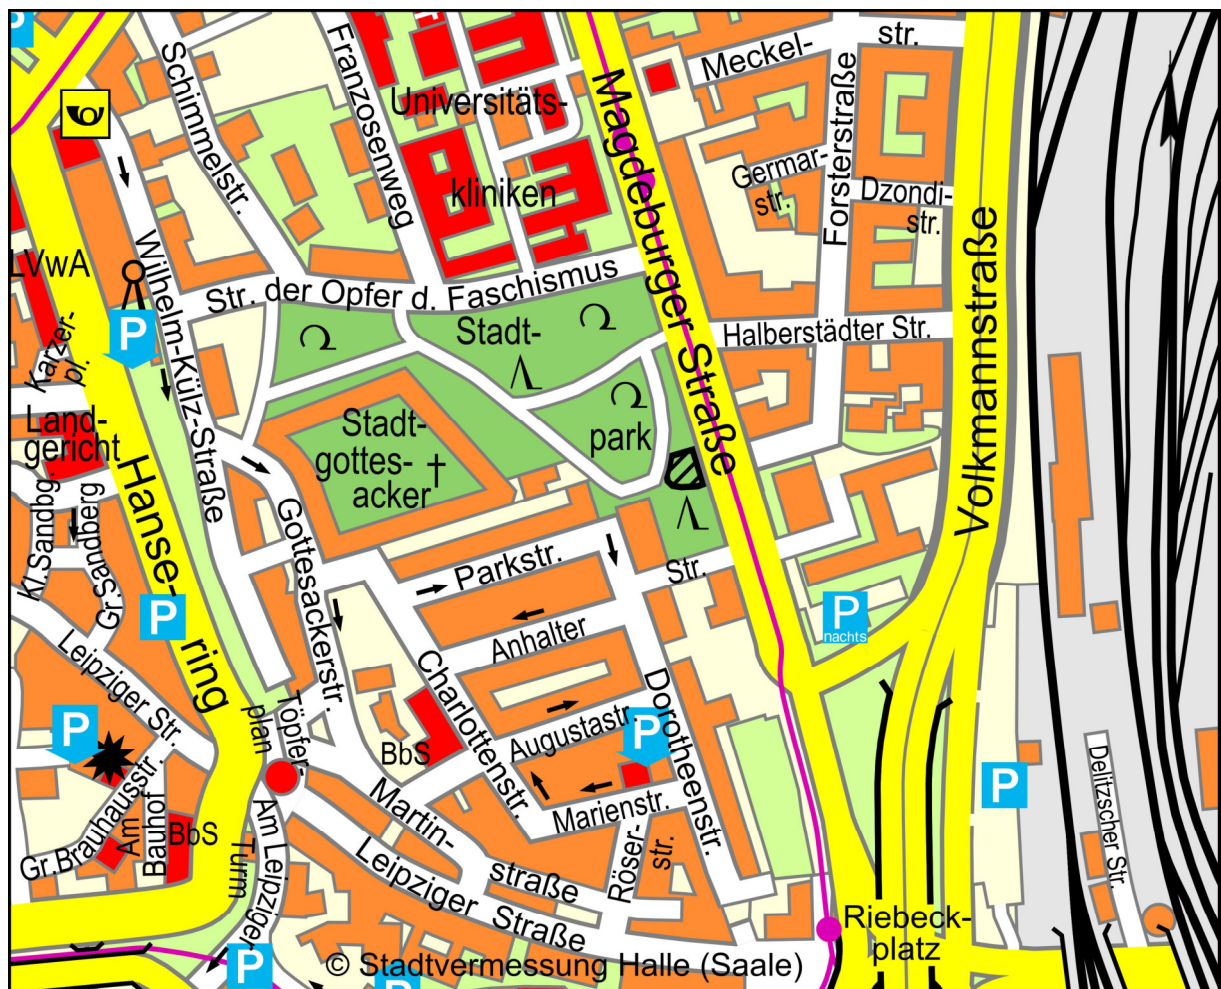 P
Schimmelstr.
Franzosenweg
Universitäts-
kliniken
Magdeburger Straße
Meckel-
str.
Forsterstraße
Germar-
str.
Dzondi-
str.
Volkmannstraße
LVwA
Wilhelm-Külz-Straße
Str. der Opfer d. Faschismus
P
Karzer-
pl.
Stadt-
park
Halberstädter Str.
Land-
gericht
Stadt-
gottes-
acker
Hanse-
ring
Kl.Sandbg.
Gr.Sandberg
Gottesackerstr.
Parkstr.
Str.
Anhalter
P
P
nachts
Leipziger Str.
Töpfer-
plan
Charlottenstr.
Dorotheenstr.
Augustastr.
P
P
BbS
Marienstr.
P
Delitzscher Str.
Gr.Brauhausstr.
Am
Bauhof
BbS
Am Leipziger
Turm
Martin-
straße
Leipziger Straße
Röser-
str.
Riebeck-
platz
P
P
© Stadtvermessung Halle (Saale)